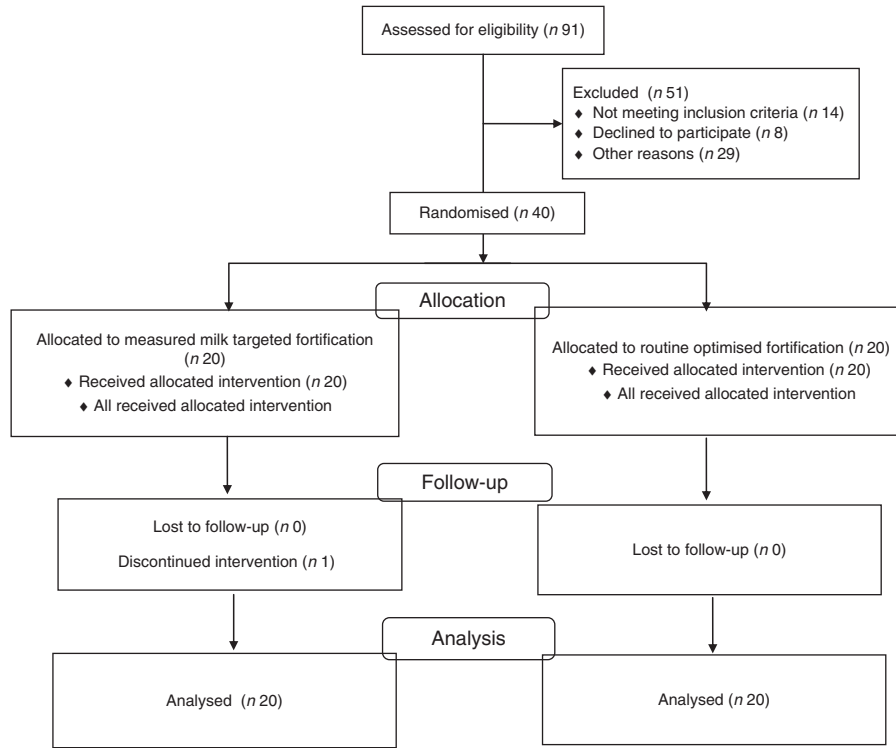 Assessed for eligibility (n 91)
Excluded (n 51)
♦ Not meeting inclusion criteria (n 14)
♦ Declined to participate (n 8)
♦ Other reasons (n 29)
Randomised (n 40)
Allocation
Allocated to measured milk targeted fortification
(n 20)
♦ Received allocated intervention (n 20)
♦ All received allocated intervention
Allocated to routine optimised fortification (n 20)
♦ Received allocated intervention (n 20)
♦ All received allocated intervention
Follow-up
Lost to follow-up (n 0)
Discontinued intervention (n 1)
Lost to follow-up (n 0)
Analysis
Analysed (n 20)
Analysed (n 20)